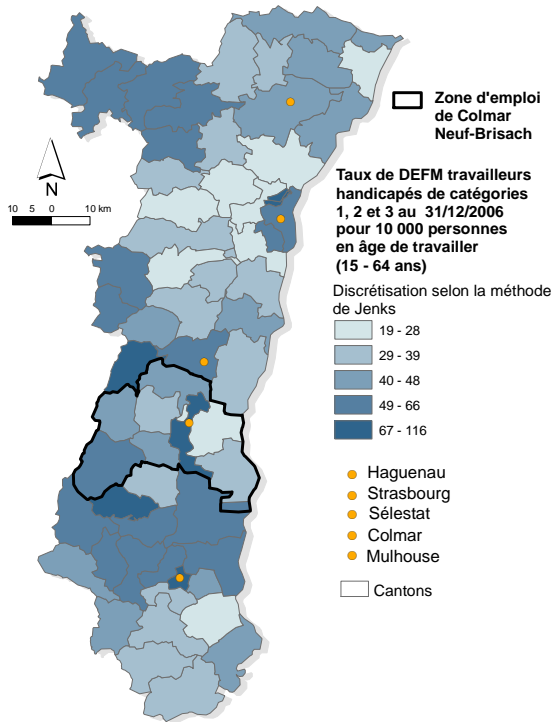 Zone d'emploi
de Colmar
Neuf-Brisach
N
10 5 0 10 km
Taux de DEFM travailleurs
handicapés de catégories
1, 2 et 3 au 31/12/2006
pour 10 000 personnes
en âge de travailler
(15 - 64 ans)
Discrétisation selon la méthode
de Jenks
19 - 28
29 - 39
40 - 48
49 - 66
67 - 116
Haguenau
Strasbourg
Sélestat
Colmar
Mulhouse
Cantons